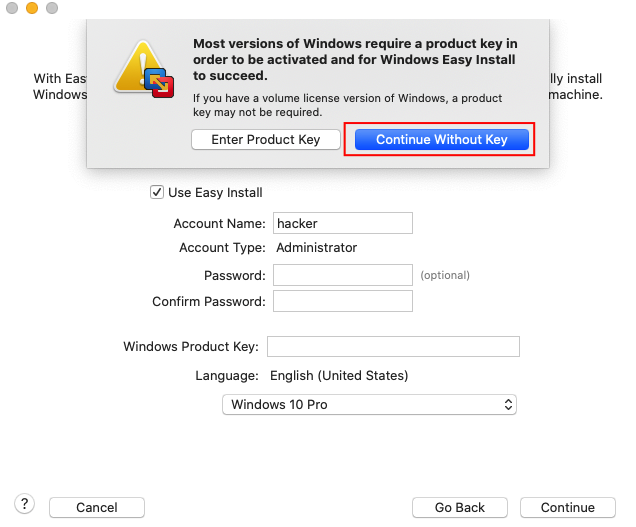 Most versions of Windows require a product key in
order to be activated and for Windows Easy Install
to succeed.
If you have a volume license version of Windows, a product
key may not be required.
Enter Product Key
Continue Without Key
With Eas
lly install
Windows
machine.
Use Easy Install
Account Name: hacker
Account Type: Administrator
Password: (optional)
Confirm Password:
Windows Product Key:
Language: English (United States)
Windows 10 Pro
? Cancel Go Back Continue